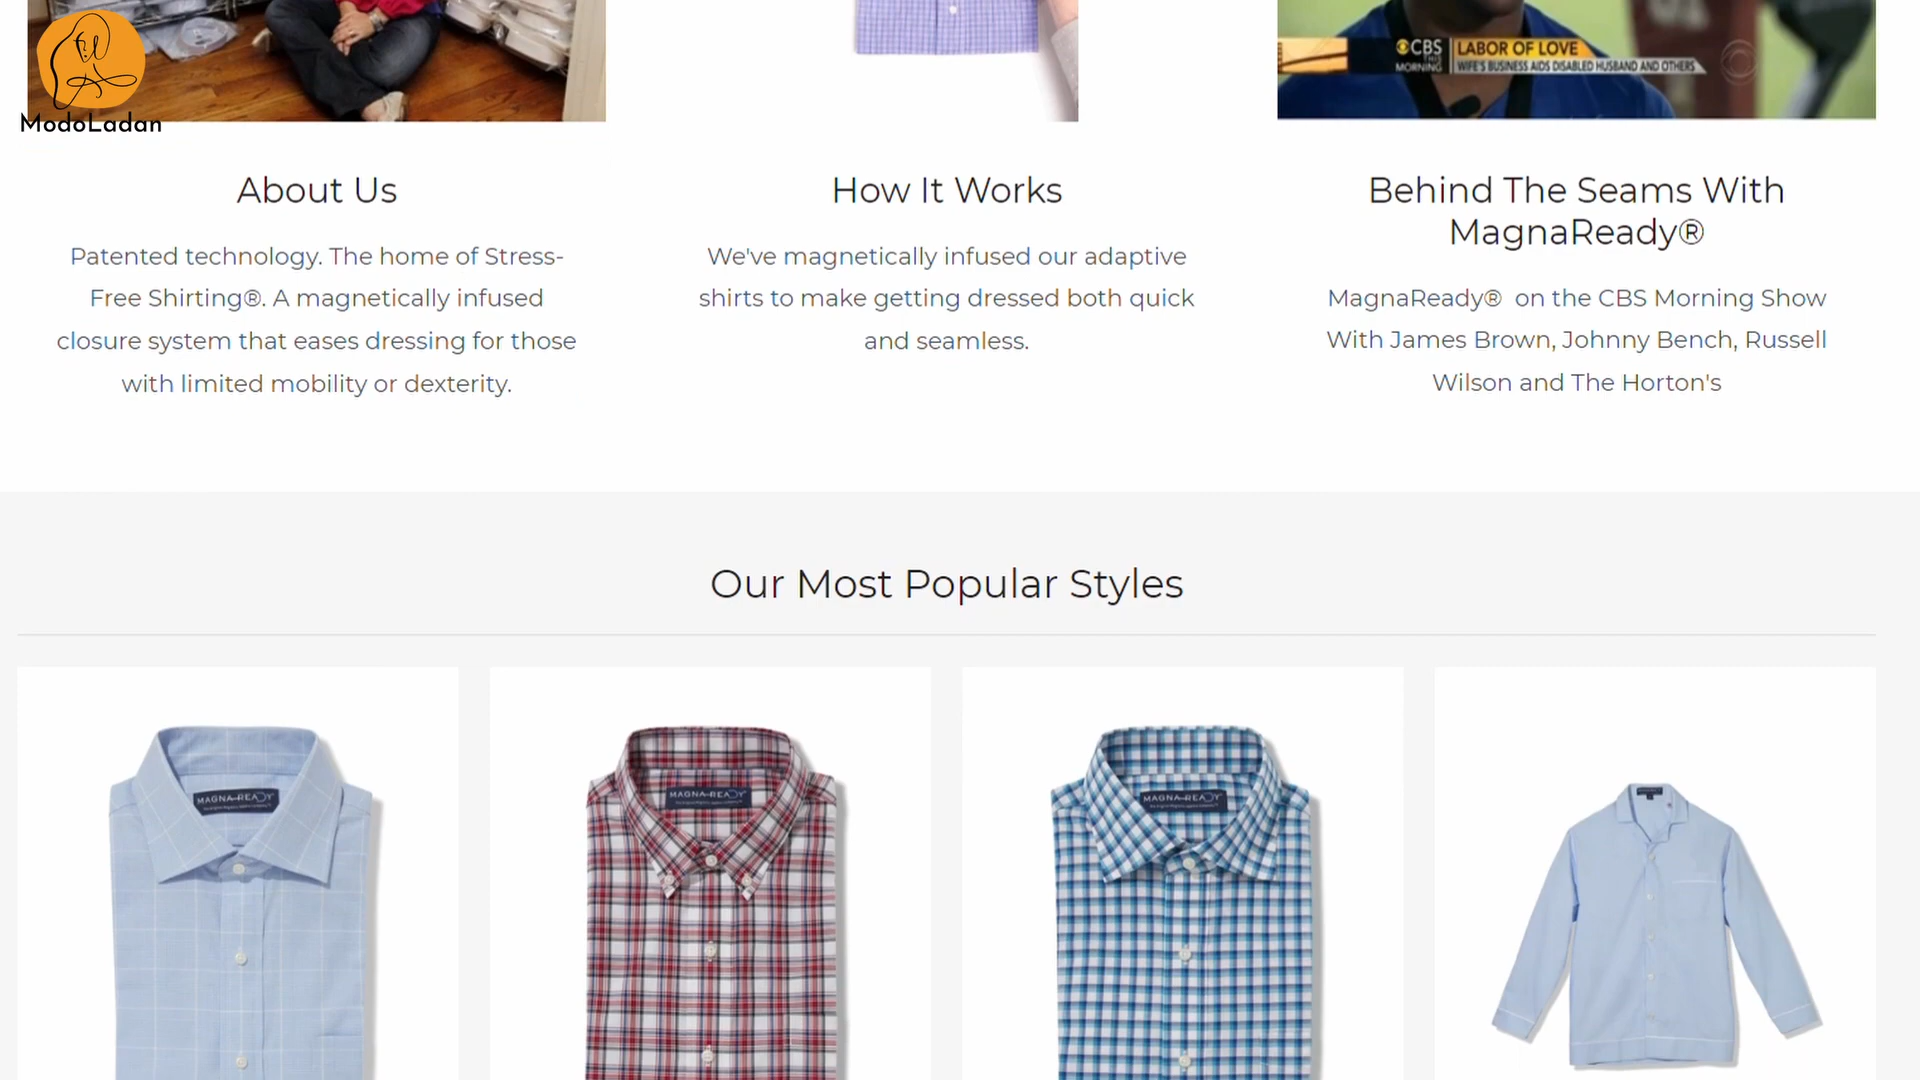 CBS
THIS
MORNING
LABOR OF LOVE
WIFE'S BUSINESS AIDS DISABLED HUSBAND AND OTHERS
ModoLadan
About Us
Patented technology. The home of Stress-
Free Shirting®. A magnetically infused
closure system that eases dressing for those
with limited mobility or dexterity.
How It Works
We've magnetically infused our adaptive
shirts to make getting dressed both quick
and seamless.
Behind The Seams With
MagnaReady®
MagnaReady® on the CBS Morning Show
With James Brown, Johnny Bench, Russell
Wilson and The Horton's
Our Most Popular Styles
MAGNA READY
MAGNA READY
MAGNA READY